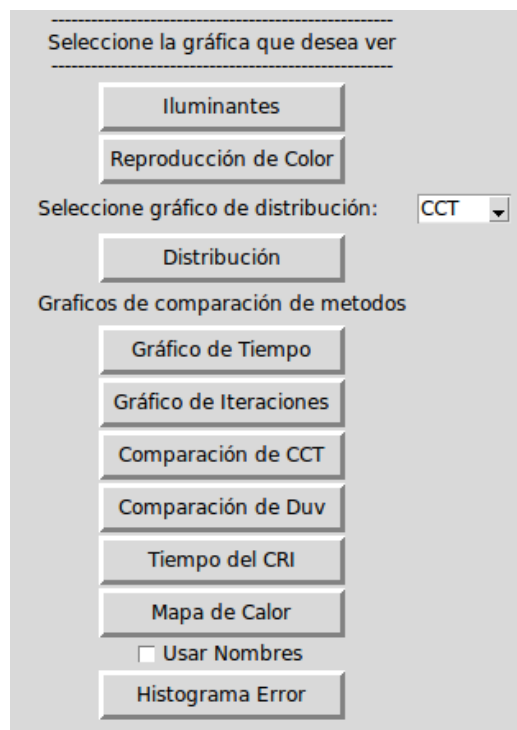 ----------------------------------------------------
Seleccione la gráfica que desea ver
----------------------------------------------------
Iluminantes
Reproducción de Color
Seleccione gráfico de distribución: CCT
Distribución
Graficos de comparación de metodos
Gráfico de Tiempo
Gráfico de Iteraciones
Comparación de CCT
Comparación de Duv
Tiempo del CRI
Mapa de Calor
Usar Nombres
Histograma Error